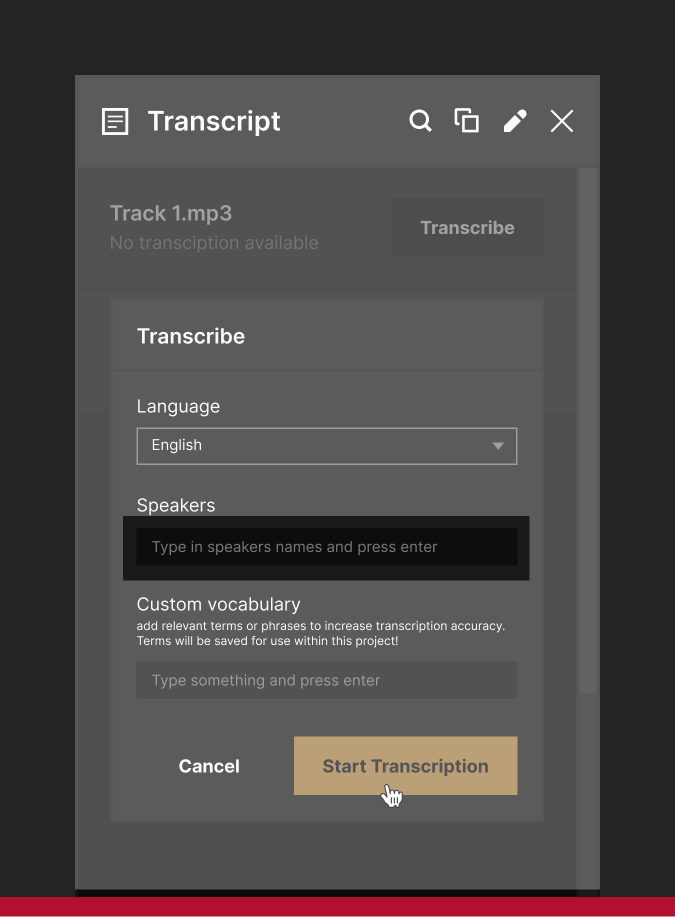 Transcript
Track 1.mp3
No transciption available
Transcribe
Transcribe
Language
English
Speakers
Type in speakers names and press enter
Custom vocabulary
add relevant terms or phrases to increase transcription accuracy.
Terms will be saved for use within this project!
Type something and press enter
Cancel
Start Transcription